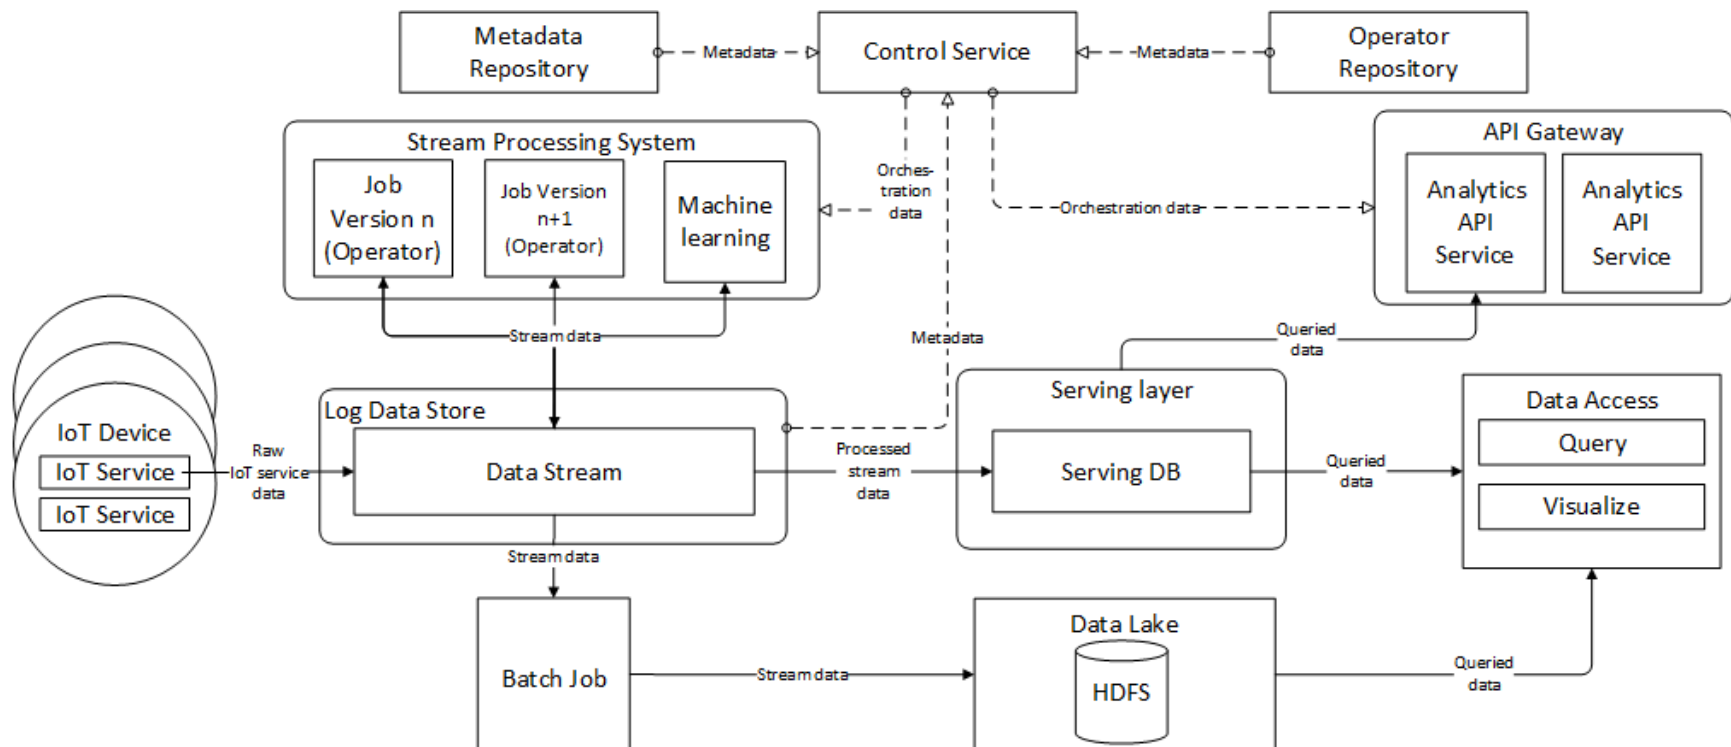 Metadata
Repository
Metadata
Control Service
Metadata
Operator
Repository
Stream Processing System
Job
Version n
(Operator)
Job Version
n+1
(Operator)
Machine
learning
Orches-
tration
data
Orchestration data
API Gateway
Analytics
API
Service
Analytics
API
Service
Stream data
Metadata
Queried
data
IoT Device
IoT Service
IoT Service
Raw
IoT service
data
Log Data Store
Data Stream
Processed
stream
data
Serving layer
Serving DB
Queried
data
Data Access
Query
Visualize
Stream data
Batch Job
Stream data
Data Lake
HDFS
Queried
data